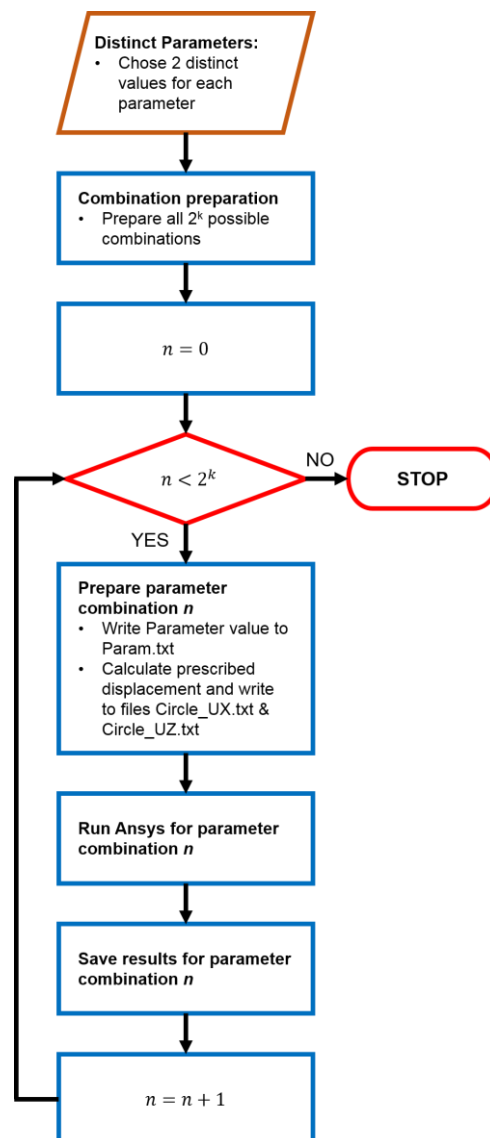 Distinct Parameters:
• Chose 2 distinct
values for each
parameter
Combination preparation
• Prepare all 2ᵏ possible
combinations
n = 0
n < 2ᵏ
NO
STOP
YES
Prepare parameter
combination n
• Write Parameter value to
Param.txt
• Calculate prescribed
displacement and write
to files Circle_UX.txt &
Circle_UZ.txt
Run Ansys for parameter
combination n
Save results for parameter
combination n
n = n + 1